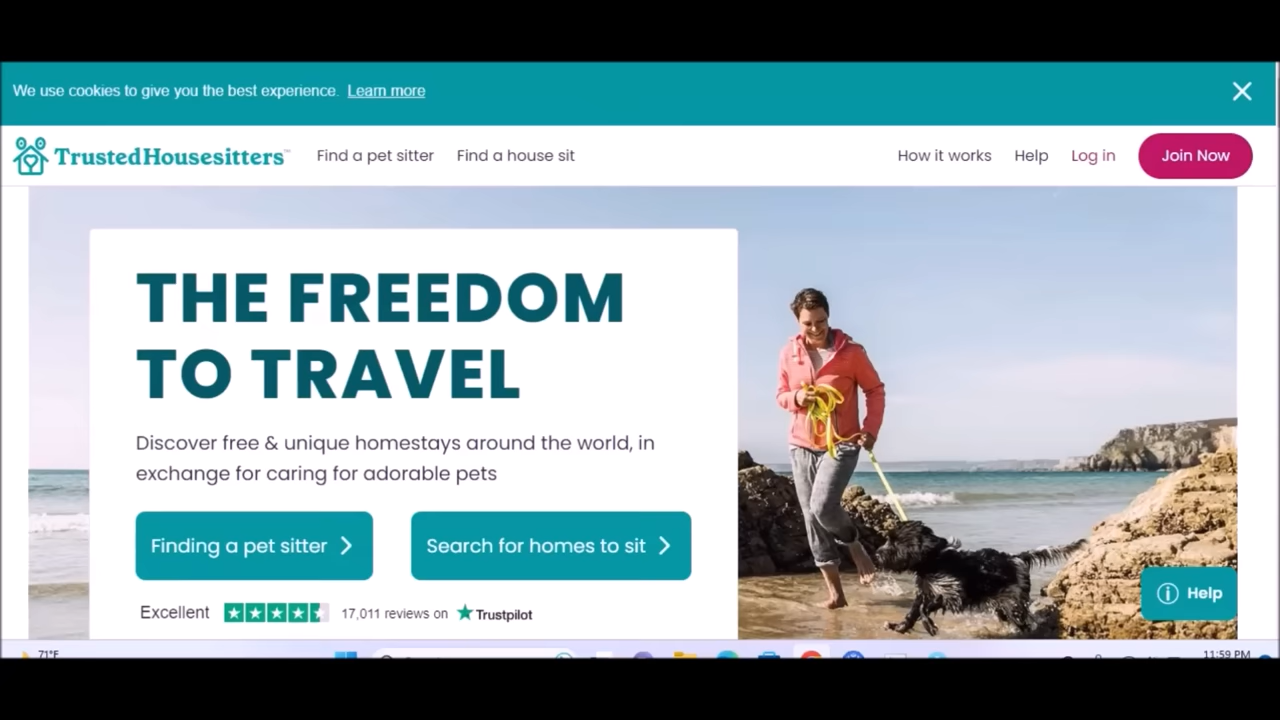 We use cookies to give you the best experience. Learn more
TrustedHousesitters™
Find a pet sitter
Find a house sit
How it works
Help
Log in
Join Now
THE FREEDOM
TO TRAVEL
Discover free & unique homestays around the world, in
exchange for caring for adorable pets
Finding a pet sitter
Search for homes to sit
Excellent
17,011 reviews on
Trustpilot
Help
71°F
11:59 PM